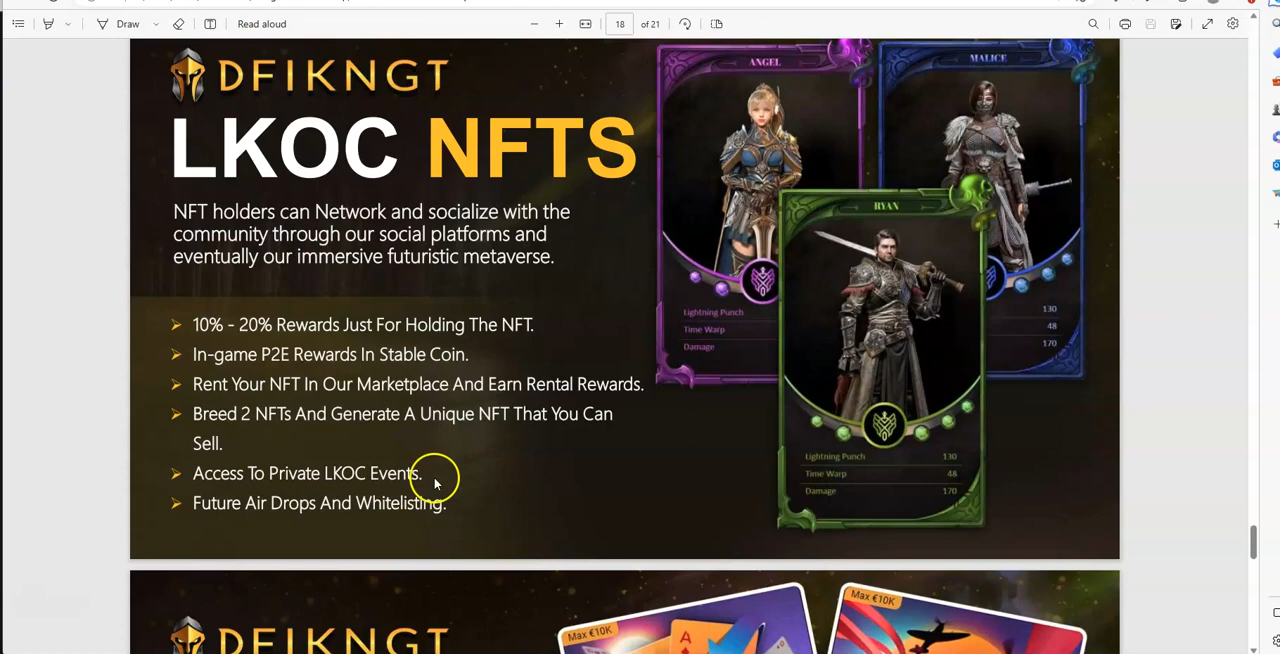 Draw
Read aloud
18 of 21
DFIKNGT
LKOC NFTS
NFT holders can Network and socialize with the
community through our social platforms and
eventually our immersive futuristic metaverse.
10% - 20% Rewards Just For Holding The NFT.
In-game P2E Rewards In Stable Coin.
Rent Your NFT In Our Marketplace And Earn Rental Rewards.
Breed 2 NFTs And Generate A Unique NFT That You Can
Sell.
Access To Private LKOC Events.
Future Air Drops And Whitelisting.
ANGEL
Lightning Punch
Time Warp
Damage
MALICE
130
48
170
RYAN
Lightning Punch 130
Time Warp 48
Damage 170
DFIKNGT
Max €10K
A
Max €10K